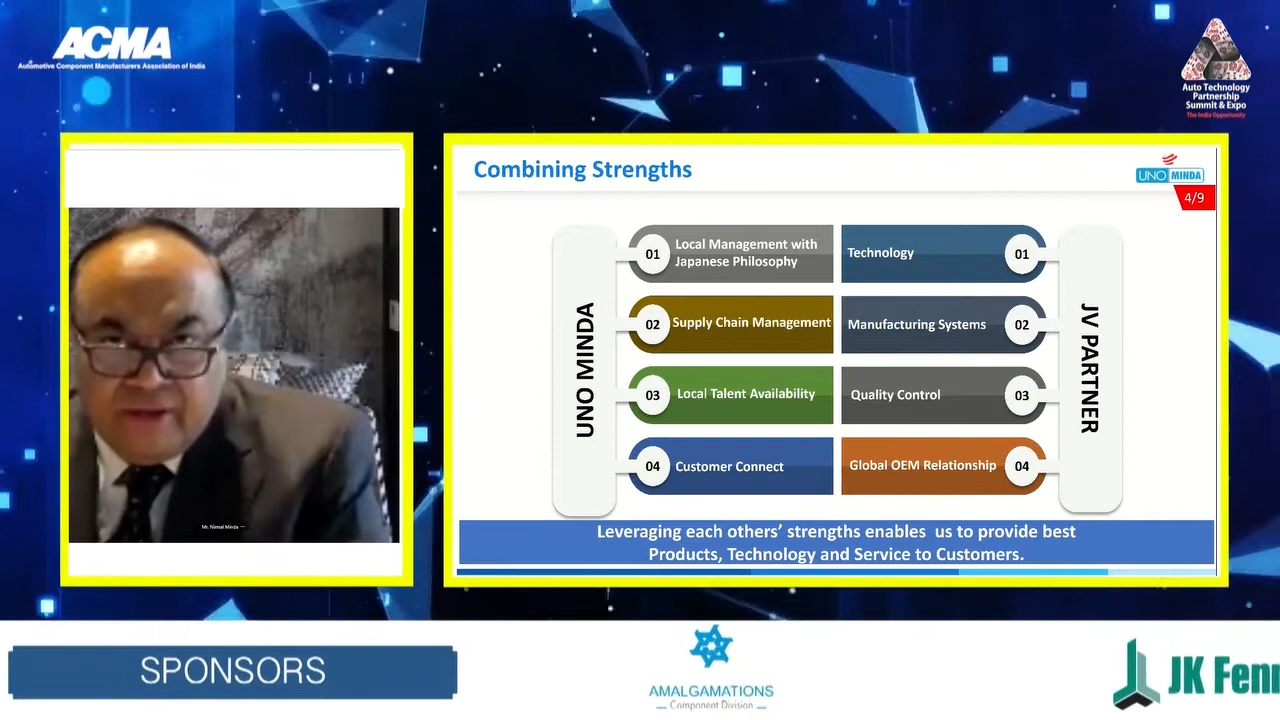 ACMA
Automotive Component Manufacturers Association of India
Auto Technology
Partnership
Summit & Expo
The India Opportunity
Mr. Nirmal Minda
Combining Strengths
UNO MINDA
4/9
UNO MINDA
01
Local Management with
Japanese Philosophy
02
Supply Chain Management
03
Local Talent Availability
04
Customer Connect
Technology
01
Manufacturing Systems
02
Quality Control
03
Global OEM Relationship
04
JV PARTNER
Leveraging each others’ strengths enables us to provide best
Products, Technology and Service to Customers.
SPONSORS
AMALGAMATIONS
Component Division
JK Fenn